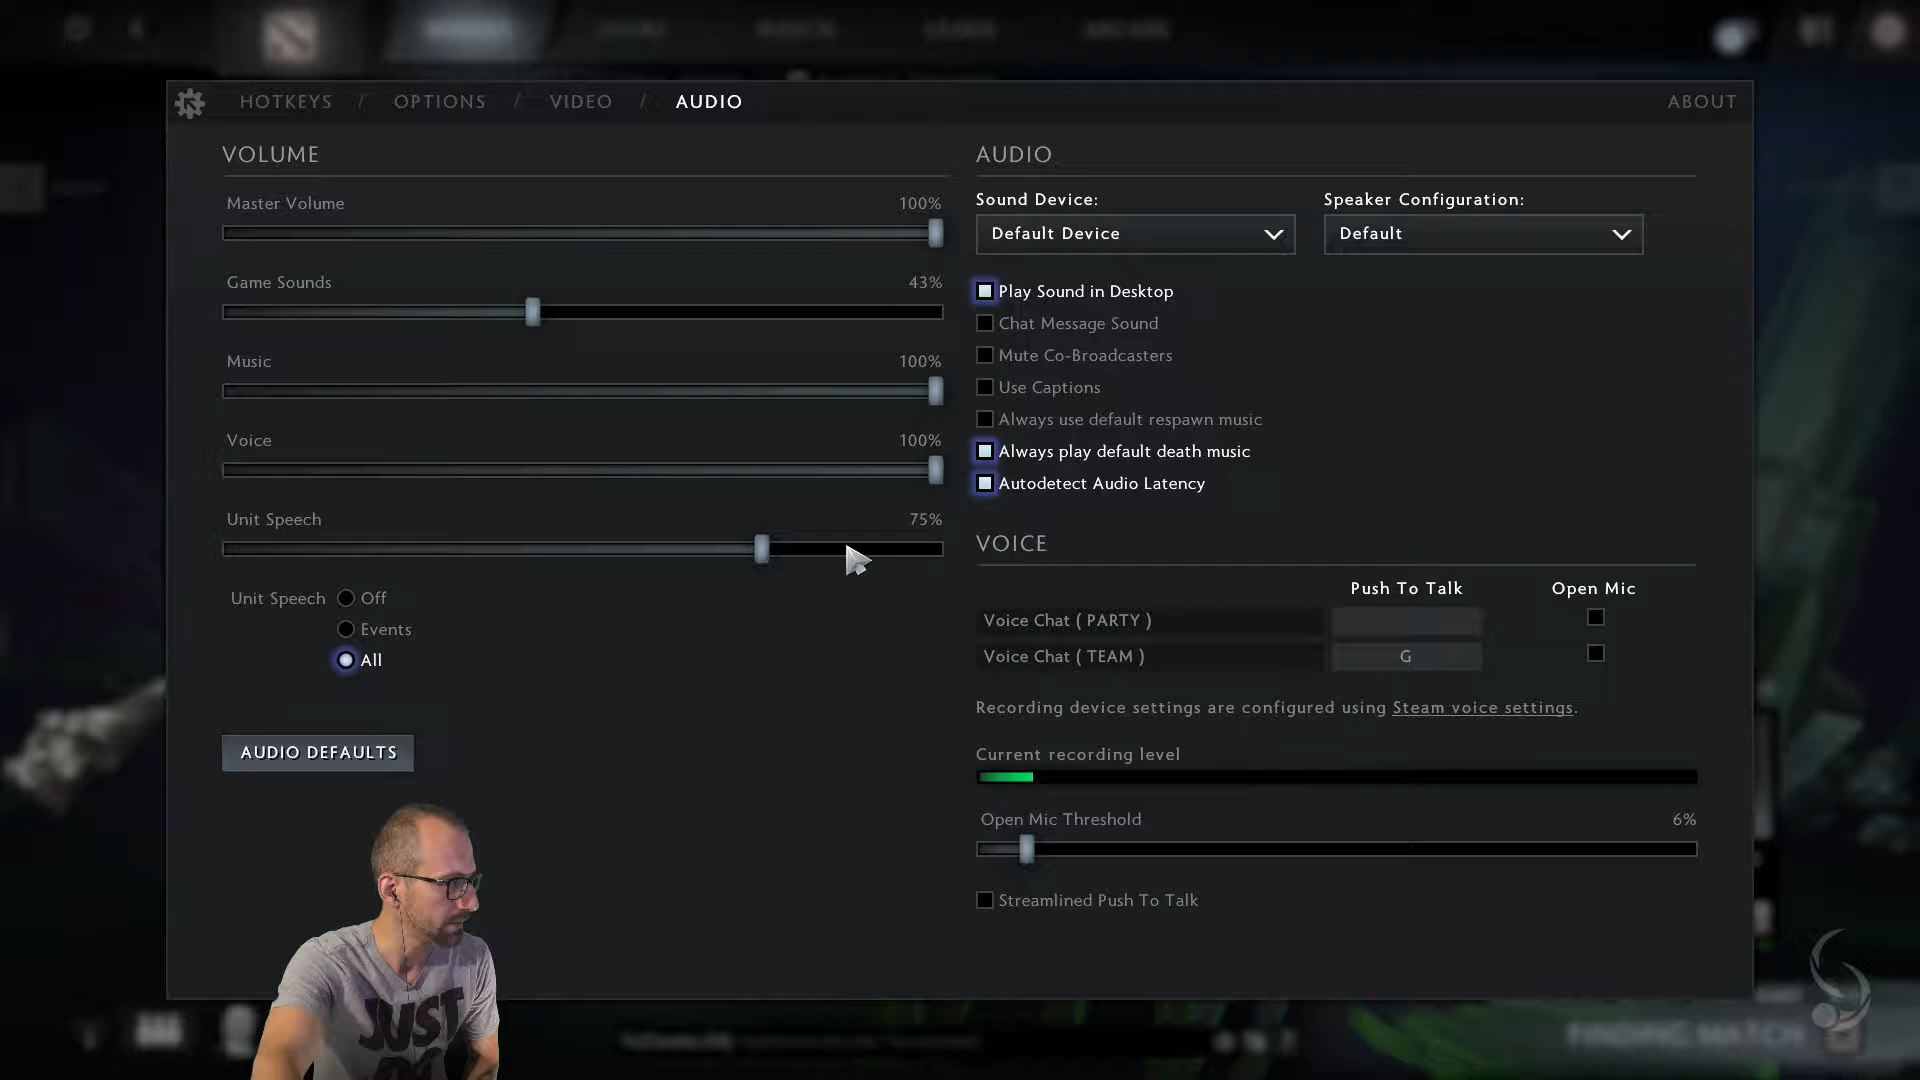 HOTKEYS / OPTIONS / VIDEO / AUDIO
ABOUT
VOLUME
Master Volume 100%
Game Sounds 43%
Music 100%
Voice 100%
Unit Speech 75%
Unit Speech Off
Events
All
AUDIO DEFAULTS
AUDIO
Sound Device: Speaker Configuration:
Default Device Default
Play Sound in Desktop
Chat Message Sound
Mute Co-Broadcasters
Use Captions
Always use default respawn music
Always play default death music
Autodetect Audio Latency
VOICE
Push To Talk Open Mic
Voice Chat ( PARTY )
Voice Chat ( TEAM ) G
Recording device settings are configured using Steam voice settings.
Current recording level
Open Mic Threshold 6%
Streamlined Push To Talk
JUST
FINDING MATCH